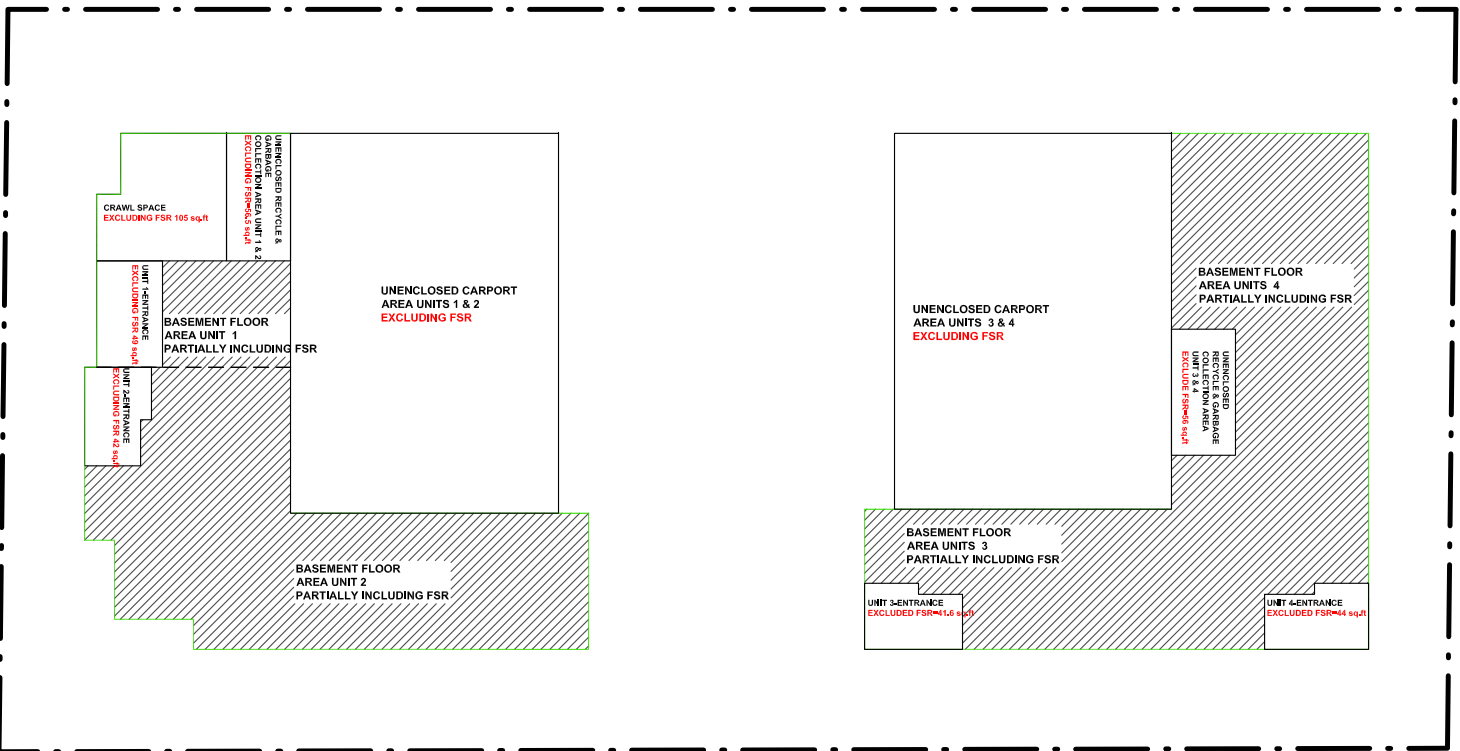 CRAWL SPACE
EXCLUDING FSR 105 sq.ft
UNENCLOSED RECYCLE &
GARBAGE
COLLECTION AREA UNIT 1 & 2
EXCLUDING FSR=56.5 sq.ft
UNIT 1-ENTRANCE
EXCLUDING FSR 49 sq.ft
BASEMENT FLOOR
AREA UNIT 1
PARTIALLY INCLUDING FSR
UNIT 2-ENTRANCE
EXCLUDING FSR 42 sq.ft
UNENCLOSED CARPORT
AREA UNITS 1 & 2
EXCLUDING FSR
BASEMENT FLOOR
AREA UNIT 2
PARTIALLY INCLUDING FSR
UNENCLOSED CARPORT
AREA UNITS 3 & 4
EXCLUDING FSR
BASEMENT FLOOR
AREA UNITS 4
PARTIALLY INCLUDING FSR
UNENCLOSED
RECYCLE & GARBAGE
COLLECTION AREA
UNIT 3 & 4
EXCLUDE FSR=56 sq.ft
BASEMENT FLOOR
AREA UNITS 3
PARTIALLY INCLUDING FSR
UNIT 3-ENTRANCE
EXCLUDED FSR=41.6 sq.ft
UNIT 4-ENTRANCE
EXCLUDED FSR=44 sq.ft